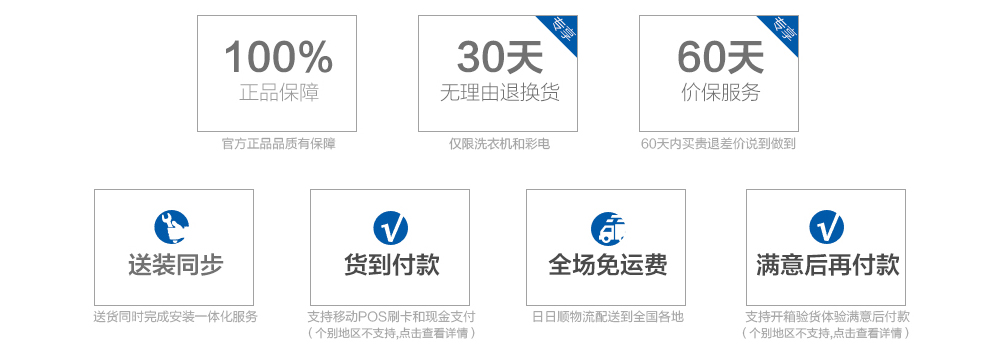 100%
正品保障
官方正品品质有保障
专享
30天
无理由退换货
仅限洗衣机和彩电
专享
60天
价保服务
60天内买贵退差价说到做到
送装同步
送货同时完成安装一体化服务
货到付款
支持移动POS刷卡和现金支付
(个别地区不支持,点击查看详情)
全场免运费
日日顺物流配送到全国各地
满意后再付款
支持开箱验货体验满意后付款
(个别地区不支持,点击查看详情)